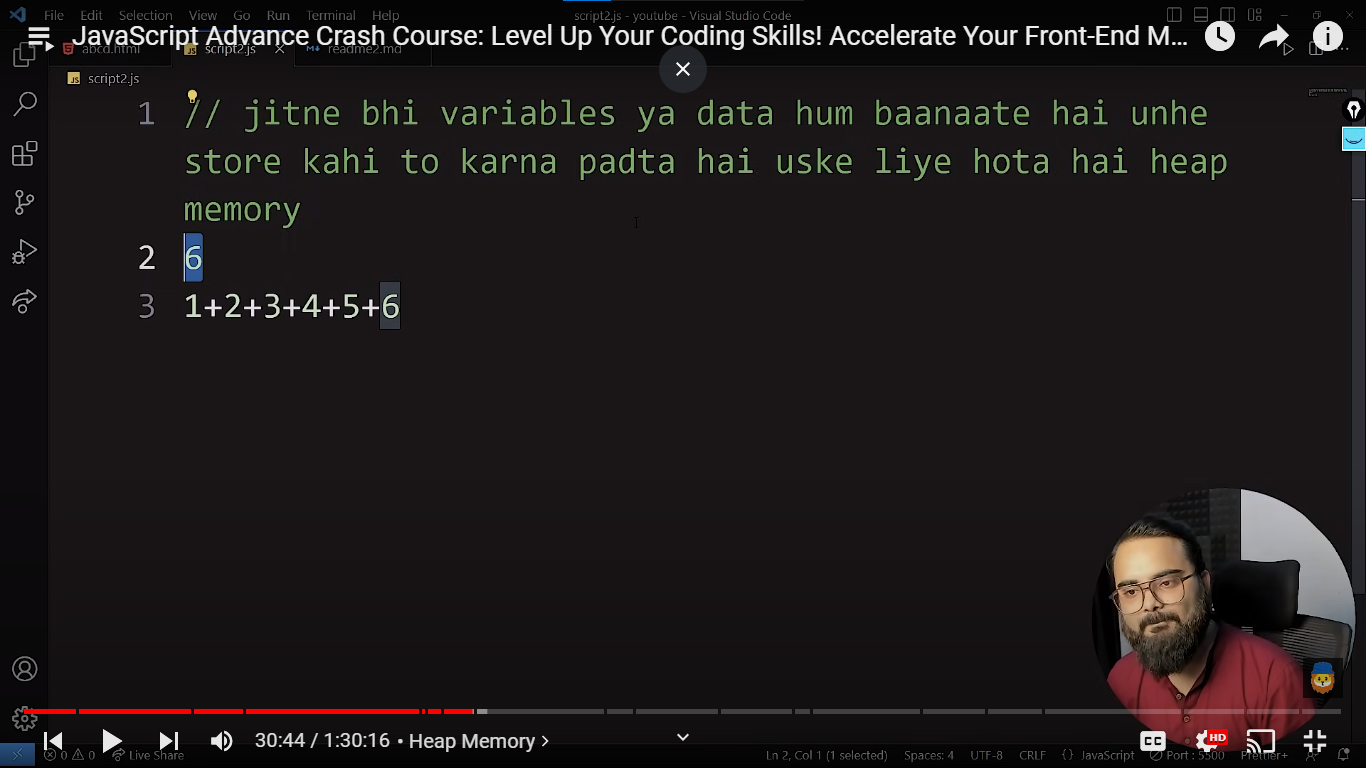 File Edit Selection View Go Run Terminal Help script2.js - youtube - Visual Studio Code
JavaScript Advance Crash Course: Level Up Your Coding Skills! Accelerate Your Front-End M...
abcd.html script2.js readme2.md
JS script2.js
1 // jitne bhi variables ya data hum baanaate hai unhe
store kahi to karna padta hai uske liye hota hai heap
memory
2 6
3 1+2+3+4+5+6
30:44 / 1:30:16 • Heap Memory
CC HD
0 0 Live Share Ln 2, Col 1 (1 selected) Spaces: 4 UTF-8 CRLF {} JavaScript Port : 5500 Prettier+